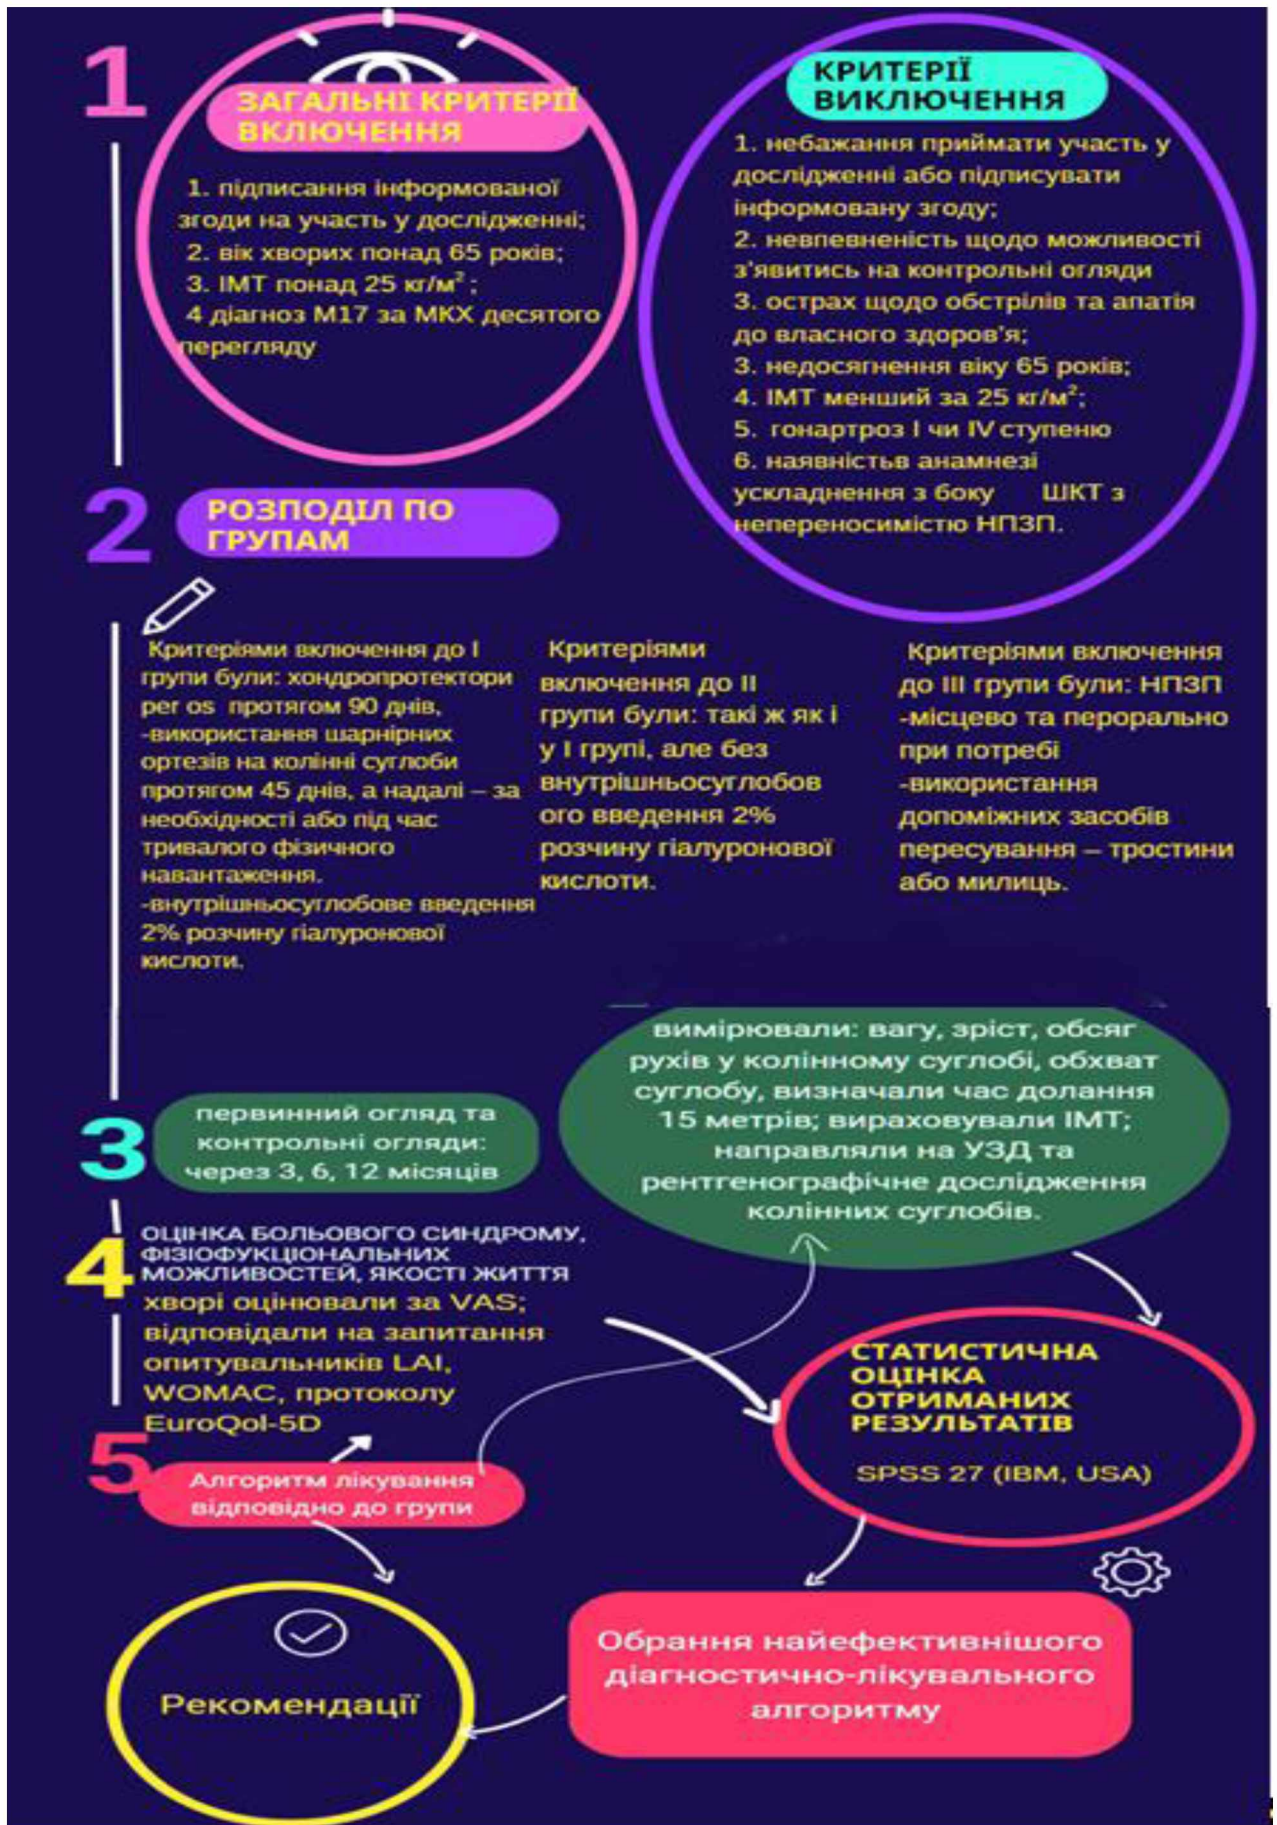 1
ЗАГАЛЬНІ КРИТЕРІЇ
ВКЛЮЧЕННЯ
1. підписання інформованої
згоди на участь у дослідженні;
2. вік хворих понад 65 років;
3. ІМТ понад 25 кг/м²;
4 діагноз М17 за МКХ десятого
перегляду
КРИТЕРІЇ
ВИКЛЮЧЕННЯ
1. небажання приймати участь у
дослідженні або підписувати
інформовану згоду;
2. невпевненість щодо можливості
з'явитись на контрольні огляди
3. острах щодо обстрілів та апатія
до власного здоров'я;
3. недосягнення віку 65 років;
4. ІМТ менший за 25 кг/м²;
5. гонартроз I чи IV ступеню
6. наявністьв анамнезі
ускладнення з боку ШКТ з
непереносимістю НПЗП.
2
РОЗПОДІЛ ПО
ГРУПАМ
Критеріями включення до I
групи були: хондропротектори
per os протягом 90 днів,
-використання шарнірних
ортезів на колінні суглоби
протягом 45 днів, а надалі – за
необхідності або під час
тривалого фізичного
навантаження.
-внутрішньосуглобове введення
2% розчину гіалуронової
кислоти.
Критеріями
включення до II
групи були: такі ж як і
у I групі, але без
внутрішньосуглобов
ого введення 2%
розчину гіалуронової
кислоти.
Критеріями включення
до III групи були: НПЗП
-місцево та перорально
при потребі
-використання
допоміжних засобів
пересування – тростини
або милиць.
3
первинний огляд та
контрольні огляди:
через 3, 6, 12 місяців
вимірювали: вагу, зріст, обсяг
рухів у колінному суглобі, обхват
суглобу, визначали час долання
15 метрів; вираховували ІМТ;
направляли на УЗД та
рентгенографічне дослідження
колінних суглобів.
4
ОЦІНКА БОЛЬОВОГО СИНДРОМУ,
ФІЗІОФУКЦІОНАЛЬНИХ
МОЖЛИВОСТЕЙ, ЯКОСТІ ЖИТТЯ
хворі оцінювали за VAS;
відповідали на запитання
опитувальників LAI,
WOMAC, протоколу
EuroQol-5D
СТАТИСТИЧНА
ОЦІНКА
ОТРИМАНИХ
РЕЗУЛЬТАТІВ
SPSS 27 (IBM, USA)
5
Алгоритм лікування
відповідно до групи
Рекомендації
Обрання найефективнішого
діагностично-лікувального
алгоритму